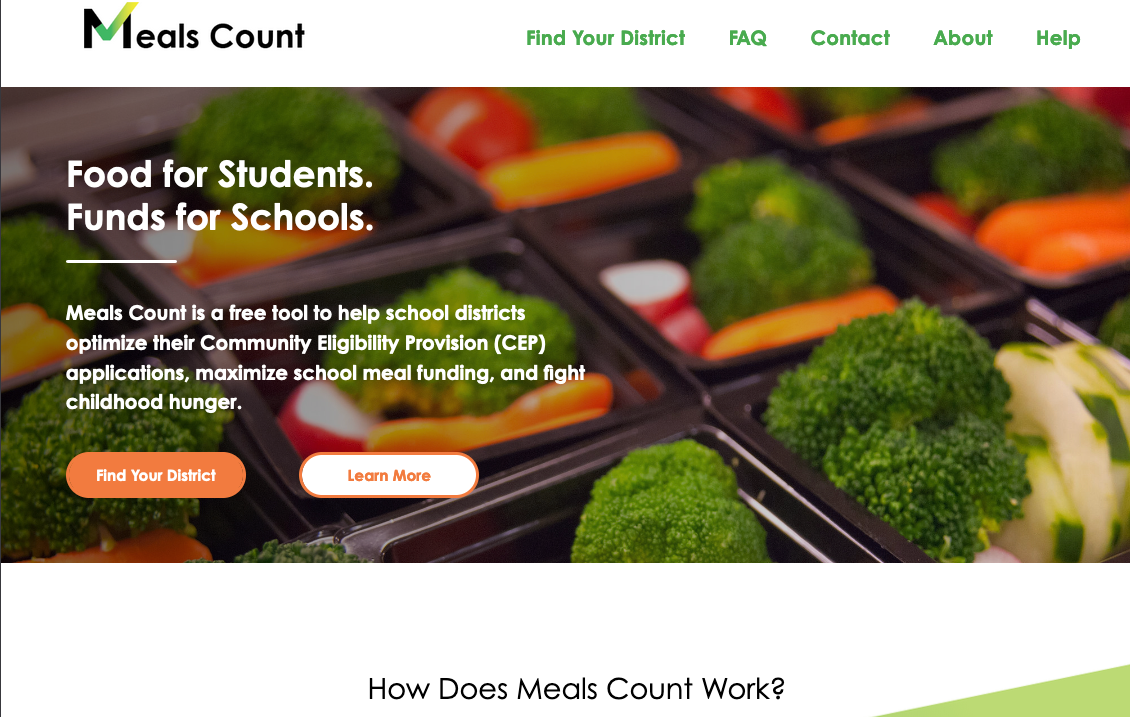 Meals Count
Find Your District
FAQ
Contact
About
Help
Food for Students.
Funds for Schools.
Meals Count is a free tool to help school districts
optimize their Community Eligibility Provision (CEP)
applications, maximize school meal funding, and fight
childhood hunger.
Find Your District
Learn More
How Does Meals Count Work?